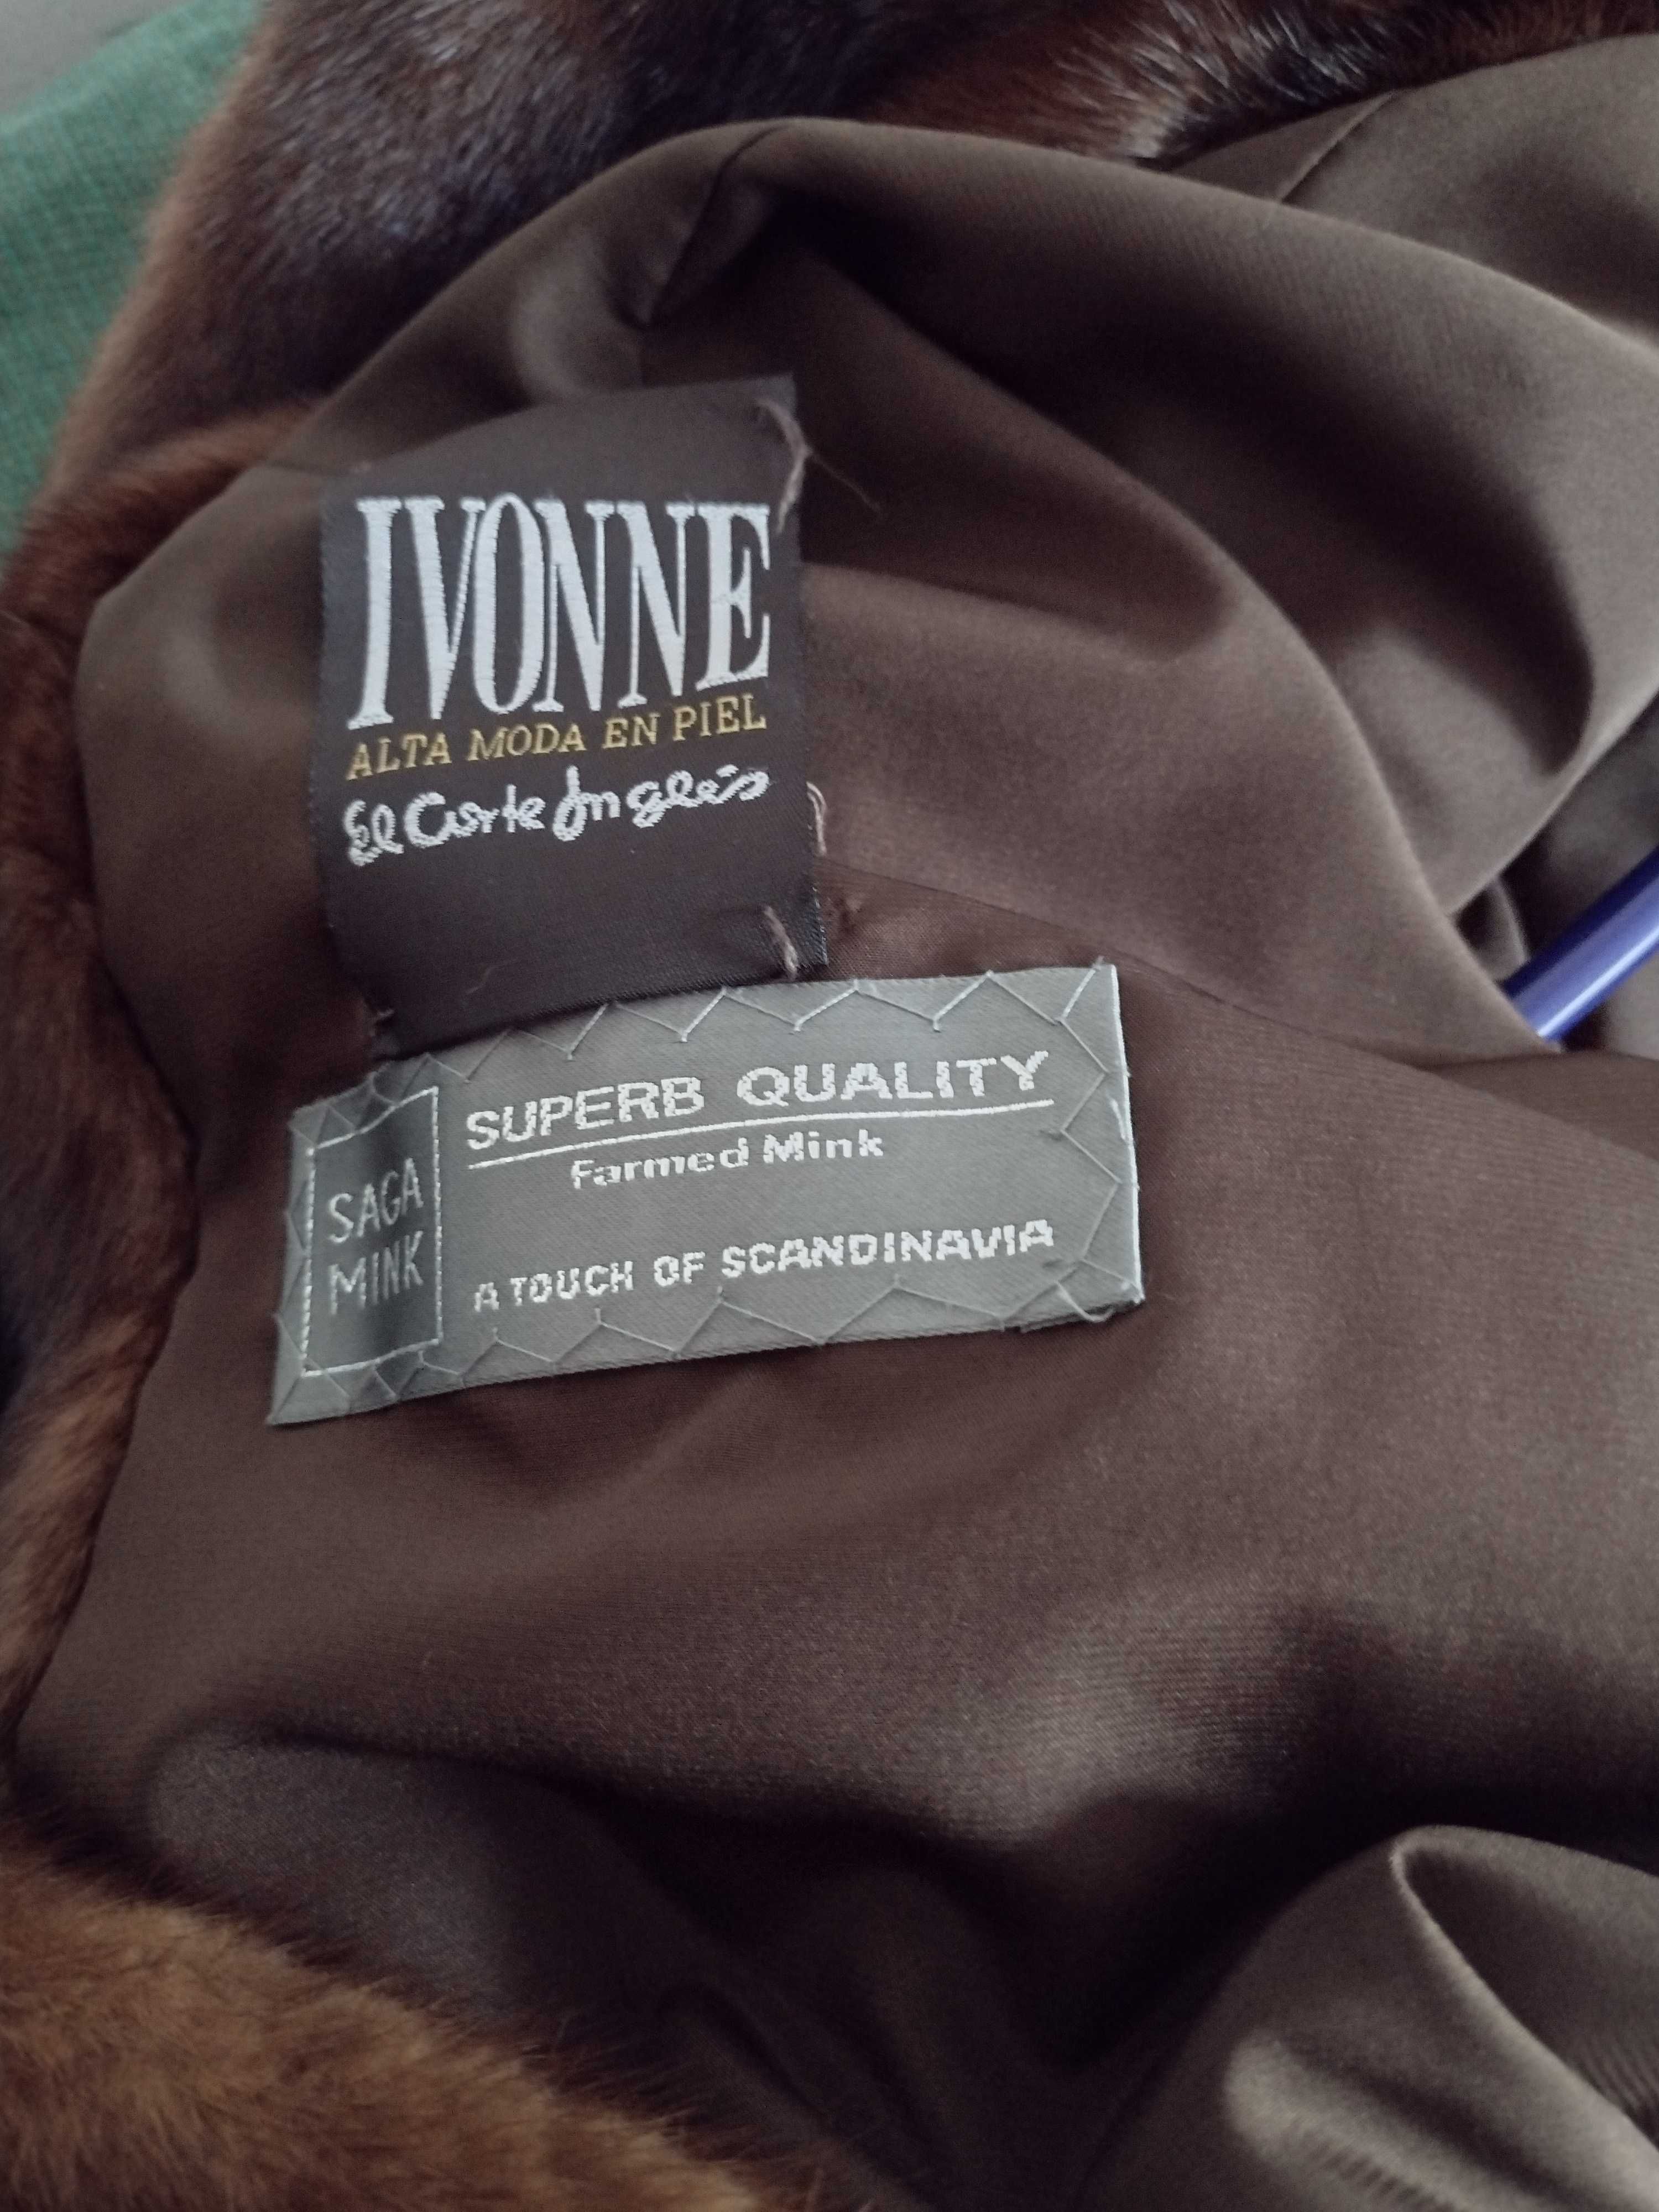 IVONNE
ALTA MODA EN PIEL
El Corte Inglés
SAGA
MINK
SUPERB QUALITY
Farmed Mink
A TOUCH OF SCANDINAVIA